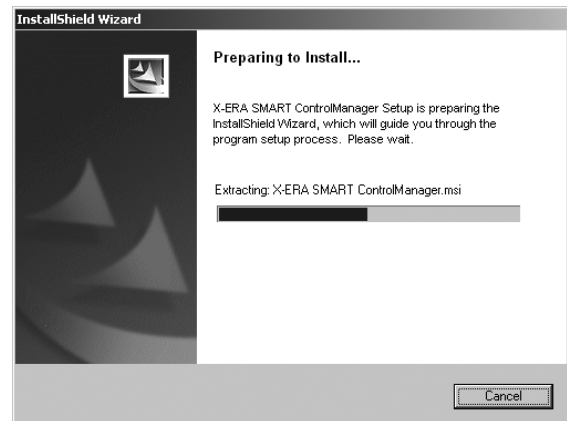 InstallShield Wizard
Preparing to Install...
X-ERA SMART ControlManager Setup is preparing the
InstallShield Wizard, which will guide you through the
program setup process. Please wait.
Extracting: X-ERA SMART ControlManager.msi
Cancel